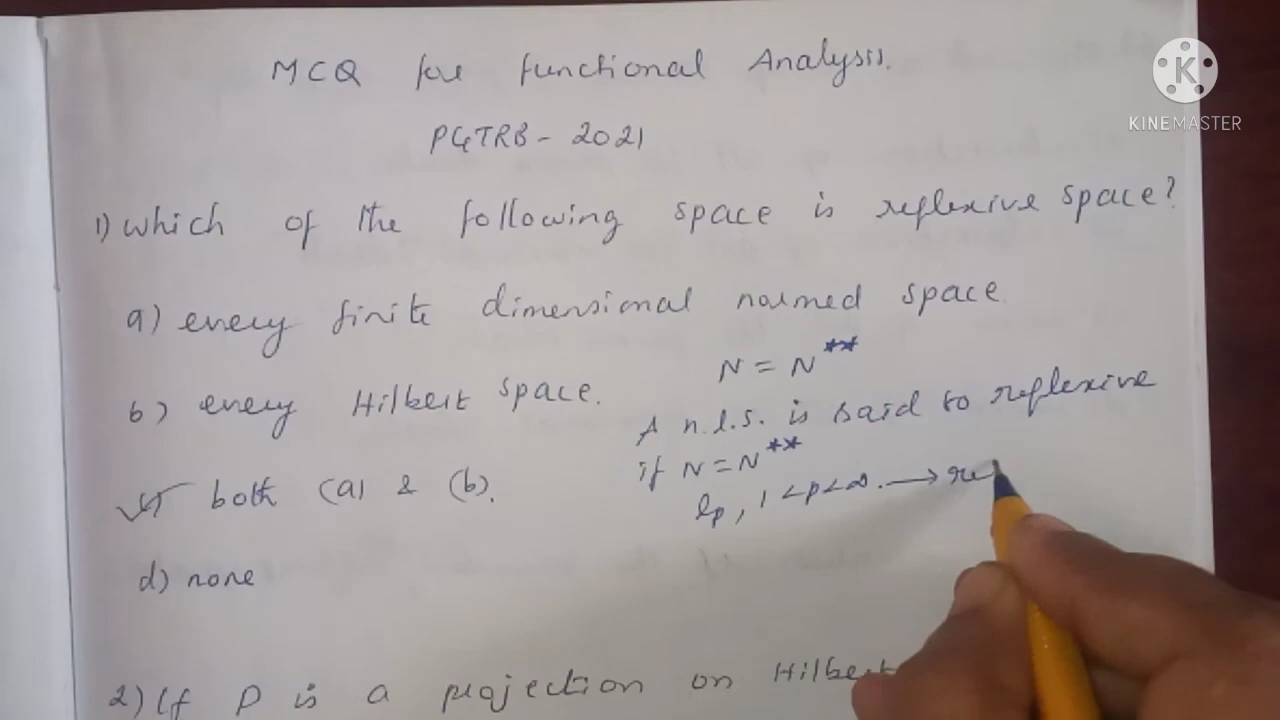 MCQ for functional Analysis.
PGTRB - 2021
1) which of the following space is reflexive space?
a) every finite dimensional normed space.
N = N**
b) every Hilbert space.
A n.l.s. is said to reflexive
if N = N**
both (a) & (b).
lp, 1 < p < ∞. → re
d) none
2) If P is a projection on Hilbert
K
KINEMASTER